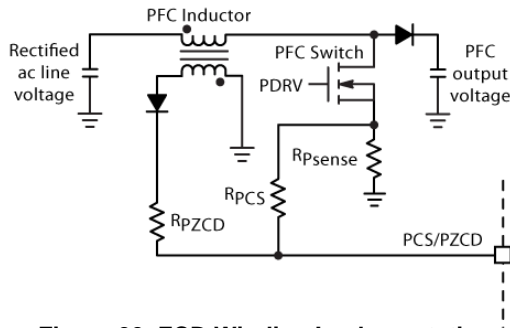 PFC Inductor
Rectified
ac line
voltage
PFC Switch
PDRV
PFC
output
voltage
RPsense
RPCS
RPZCD
PCS/PZCD